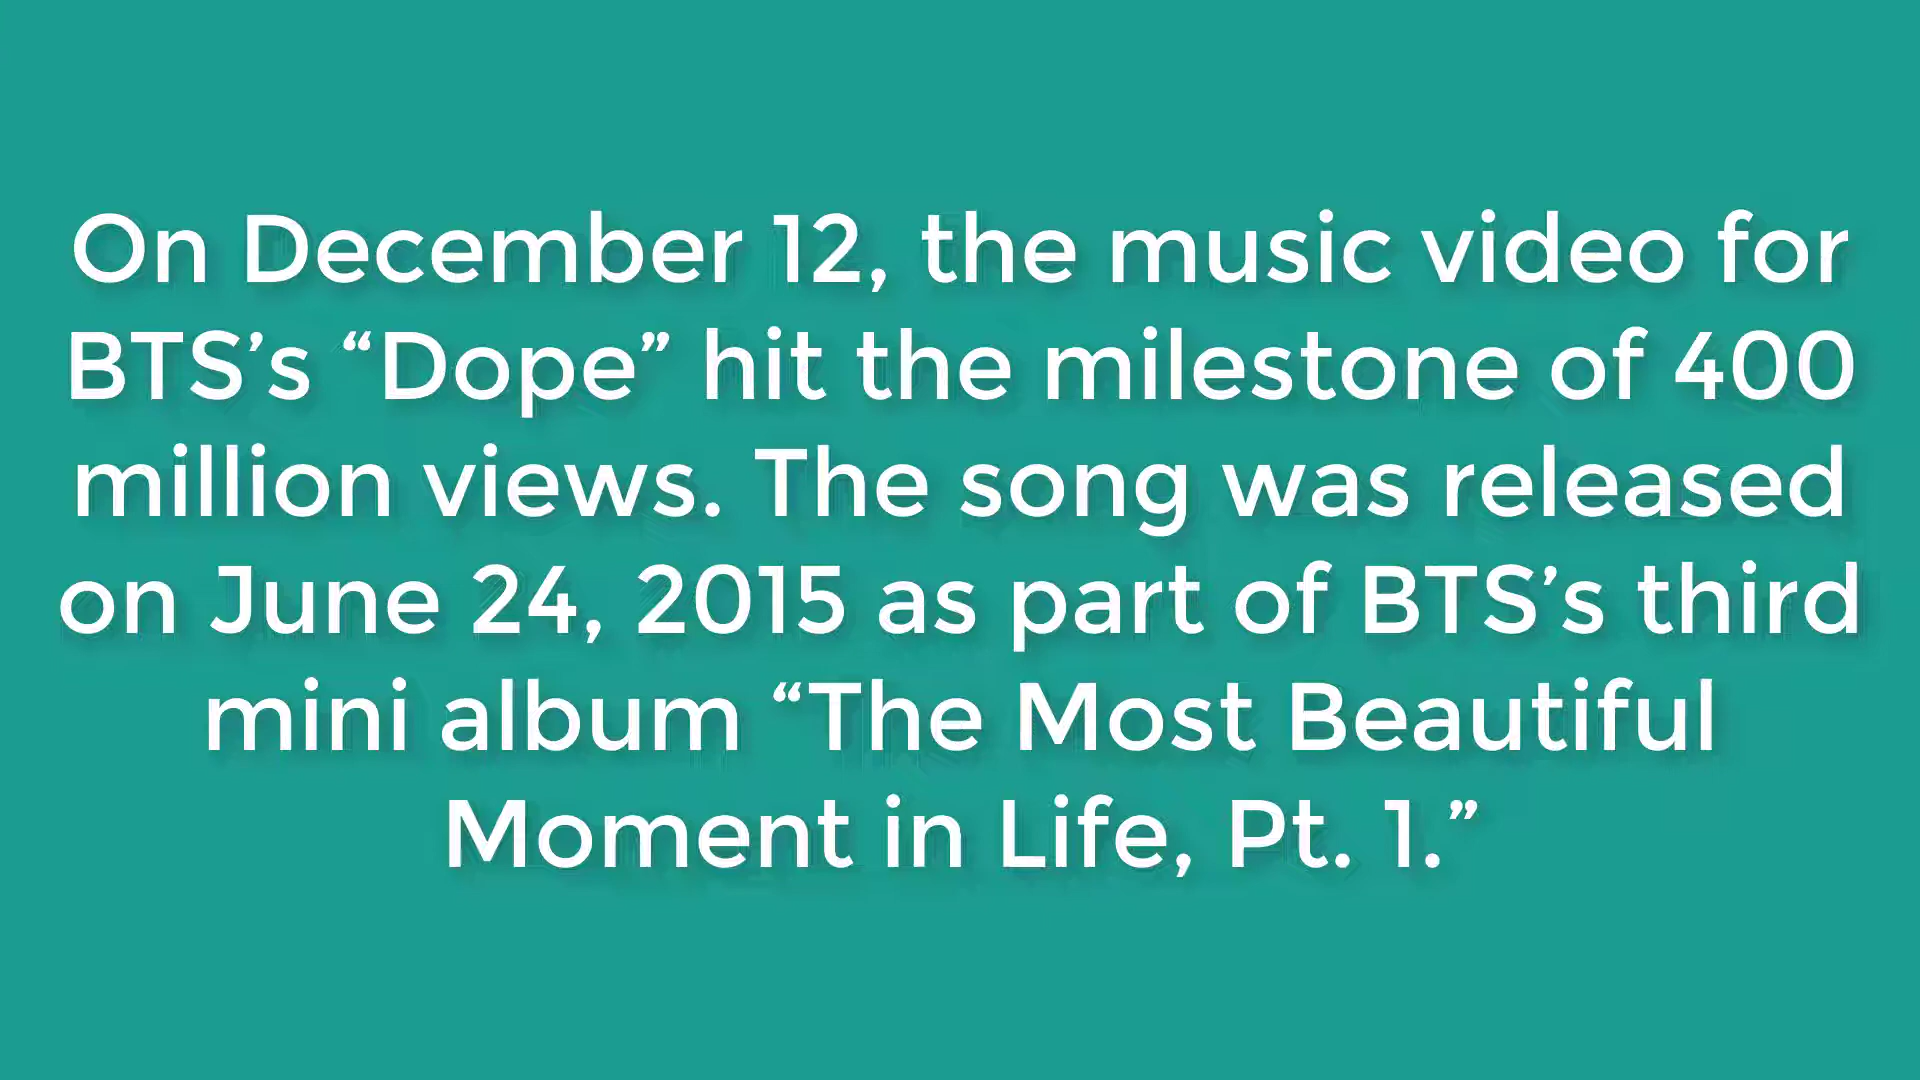 On December 12, the music video for
BTS’s “Dope” hit the milestone of 400
million views. The song was released
on June 24, 2015 as part of BTS’s third
mini album “The Most Beautiful
Moment in Life, Pt. 1.”